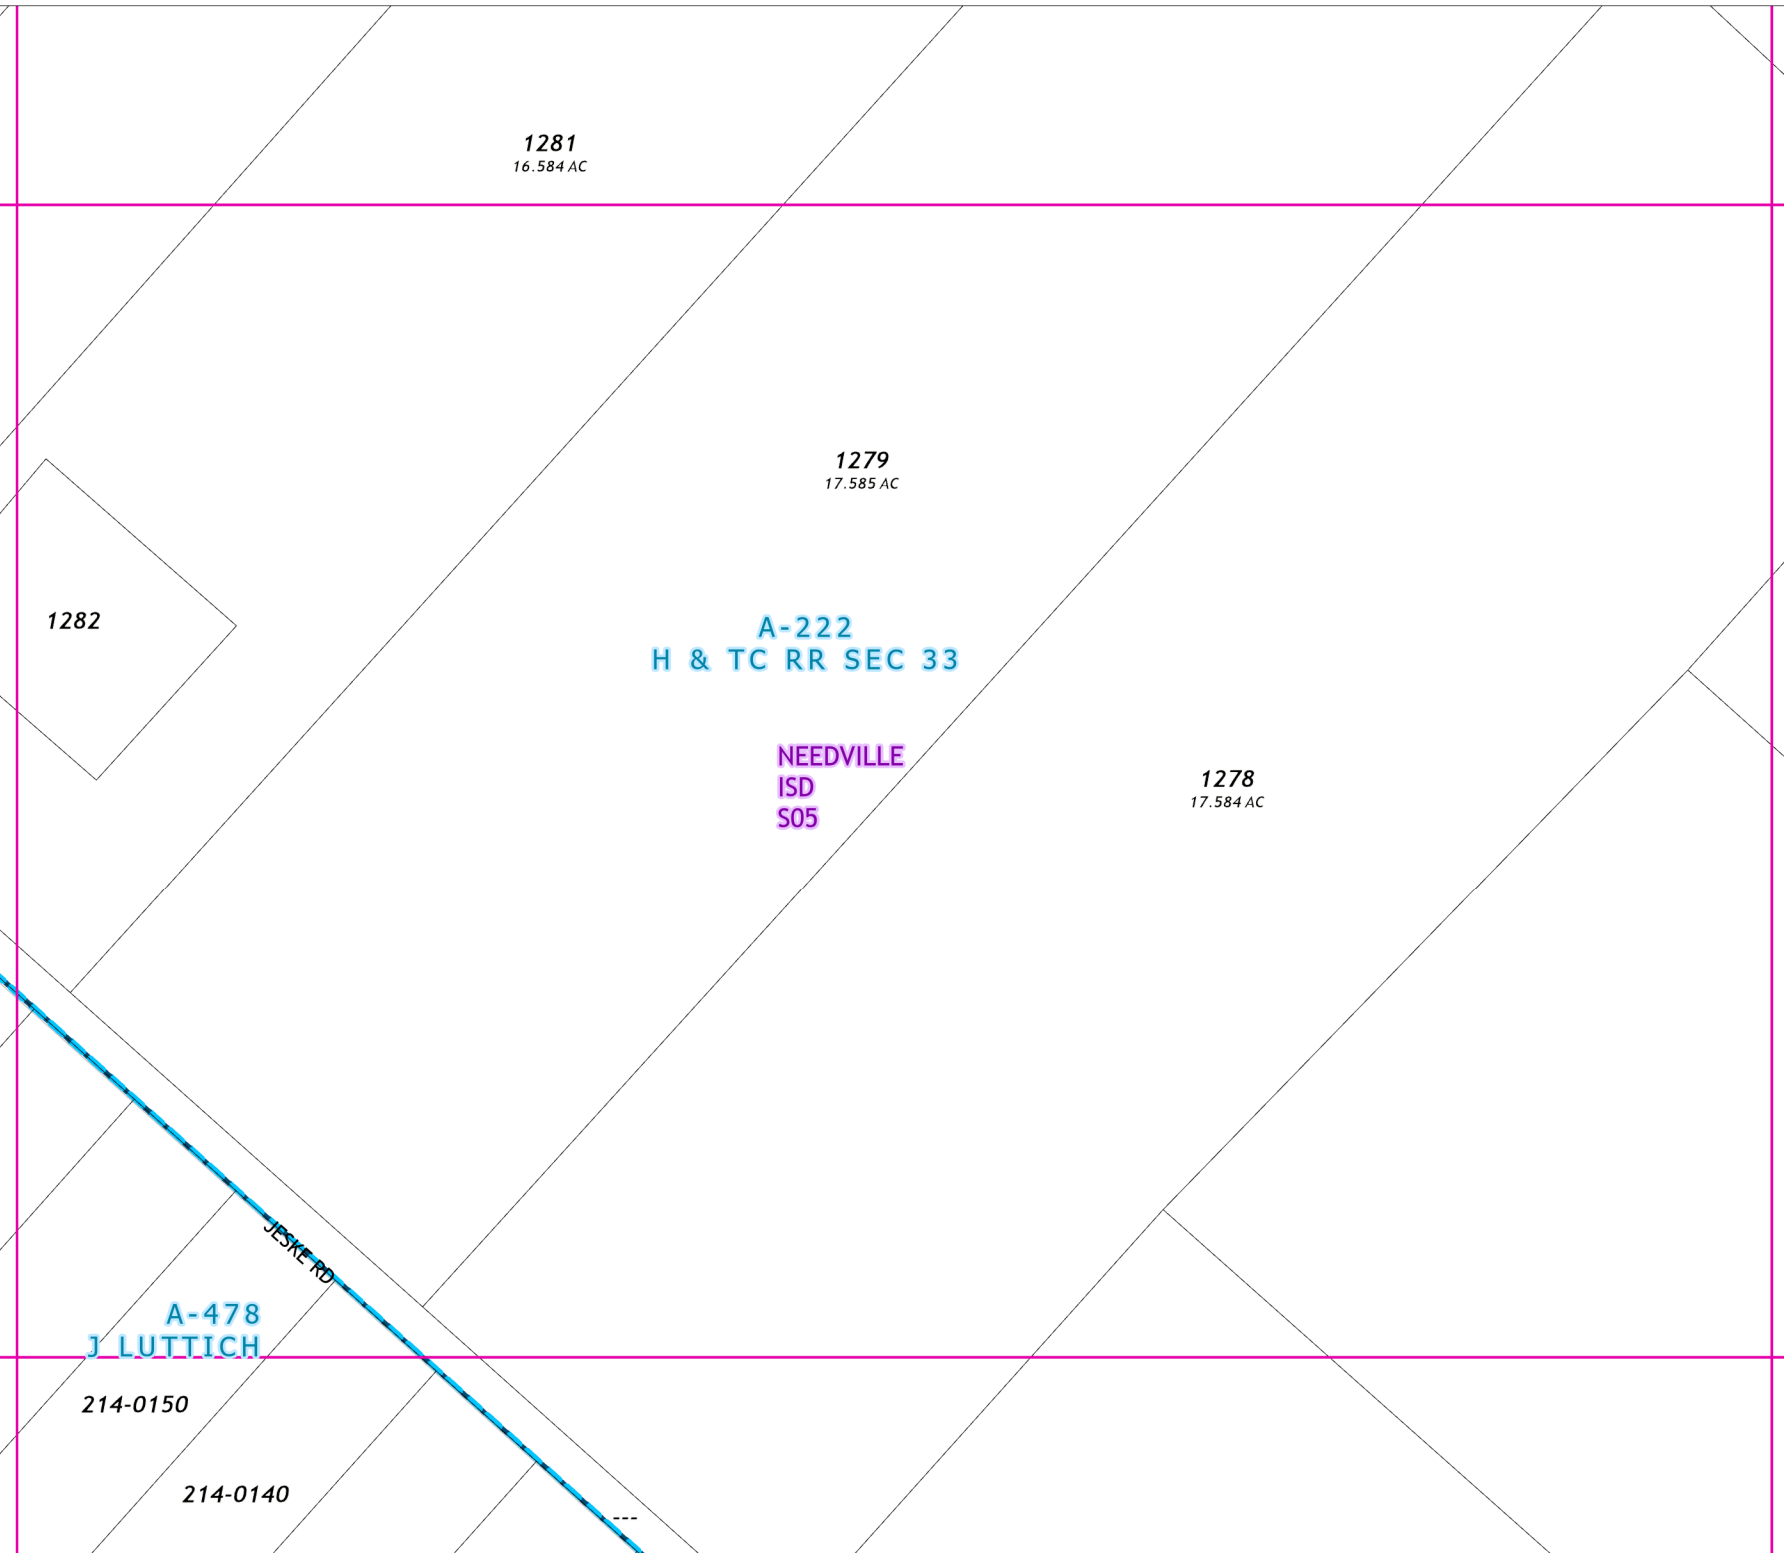 1281
16.584 AC
1279
17.585 AC
1282
A-222
H & TC RR SEC 33
NEEDVILLE
ISD
S05
1278
17.584 AC
JESKE RD
A-478
J LUTTICH
214-0150
214-0140
---